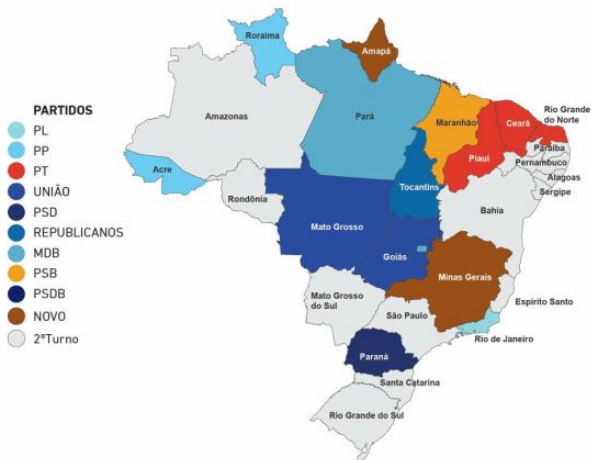 Roraima
Amapá
PARTIDOS
PL
PP
PT
UNIÃO
PSD
REPUBLICANOS
MDB
PSB
PSDB
NOVO
2ºTurno
Amazonas
Pará
Maranhão
Ceará
Rio Grande
do Norte
Paraíba
Pernambuco
Alagoas
Sergipe
Piauí
Acre
Tocantins
Rondônia
Bahia
Mato Grosso
Goiás
Minas Gerais
Mato Grosso
do Sul
Espírito Santo
São Paulo
Rio de Janeiro
Paraná
Santa Catarina
Rio Grande do Sul